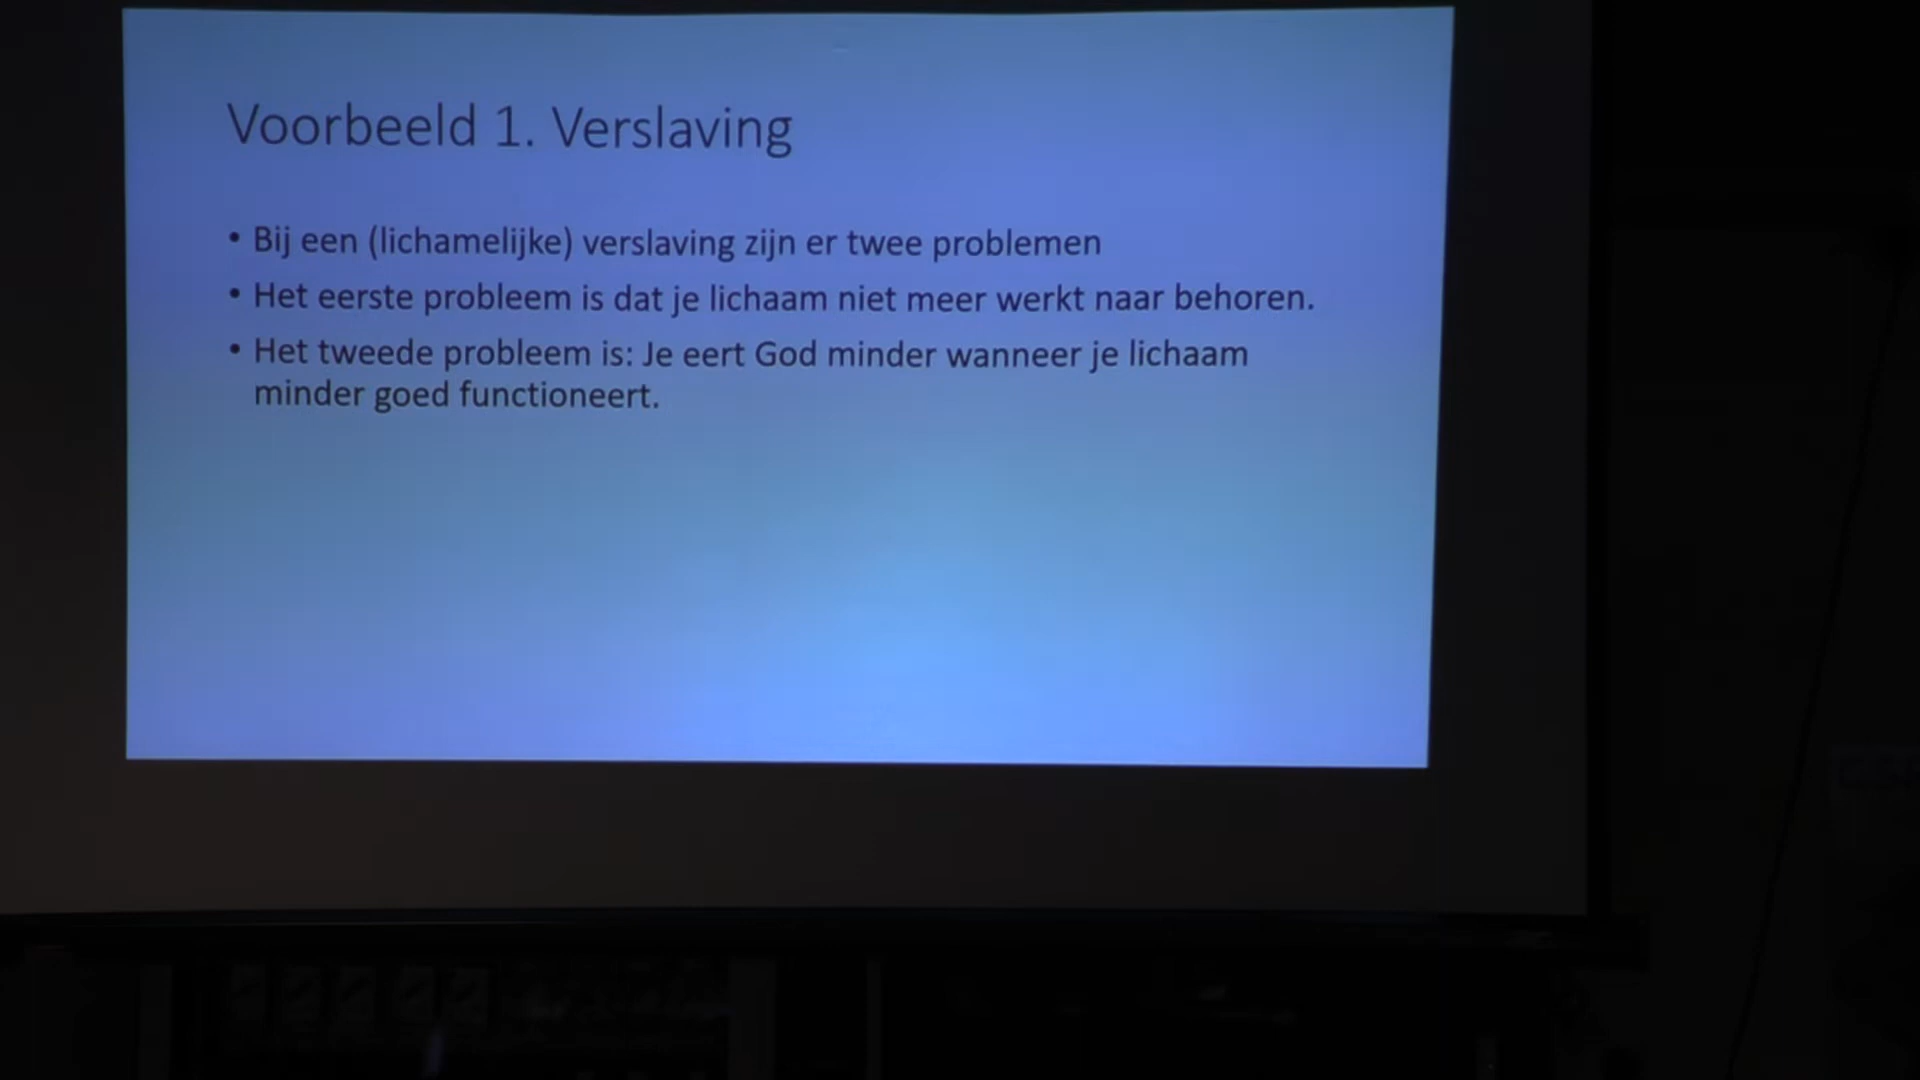 Voorbeeld 1. Verslaving
• Bij een (lichamelijke) verslaving zijn er twee problemen
• Het eerste probleem is dat je lichaam niet meer werkt naar behoren.
• Het tweede probleem is: Je eert God minder wanneer je lichaam
minder goed functioneert.